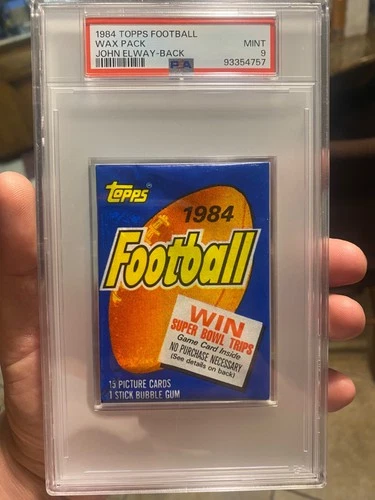 1984 TOPPS FOOTBALL
WAX PACK MINT
JOHN ELWAY-BACK 9
PSA 93354757
Topps
1984
Football
WIN
SUPER BOWL TRIPS
Game Card Inside
NO PURCHASE NECESSARY
(See details on back)
15 PICTURE CARDS
1 STICK BUBBLE GUM